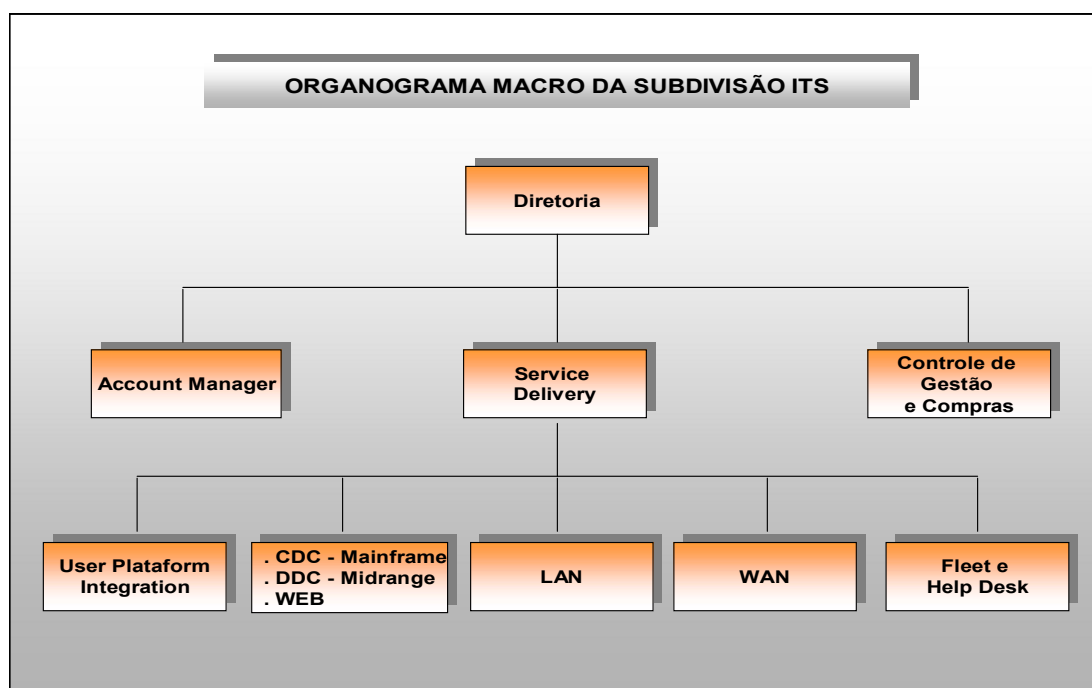 ORGANOGRAMA MACRO DA SUBDIVISÃO ITS
Diretoria
Account Manager
Service
Delivery
Controle de
Gestão
e Compras
User Plataform
Integration
. CDC - Mainframe
. DDC - Midrange
. WEB
LAN
WAN
Fleet e
Help Desk